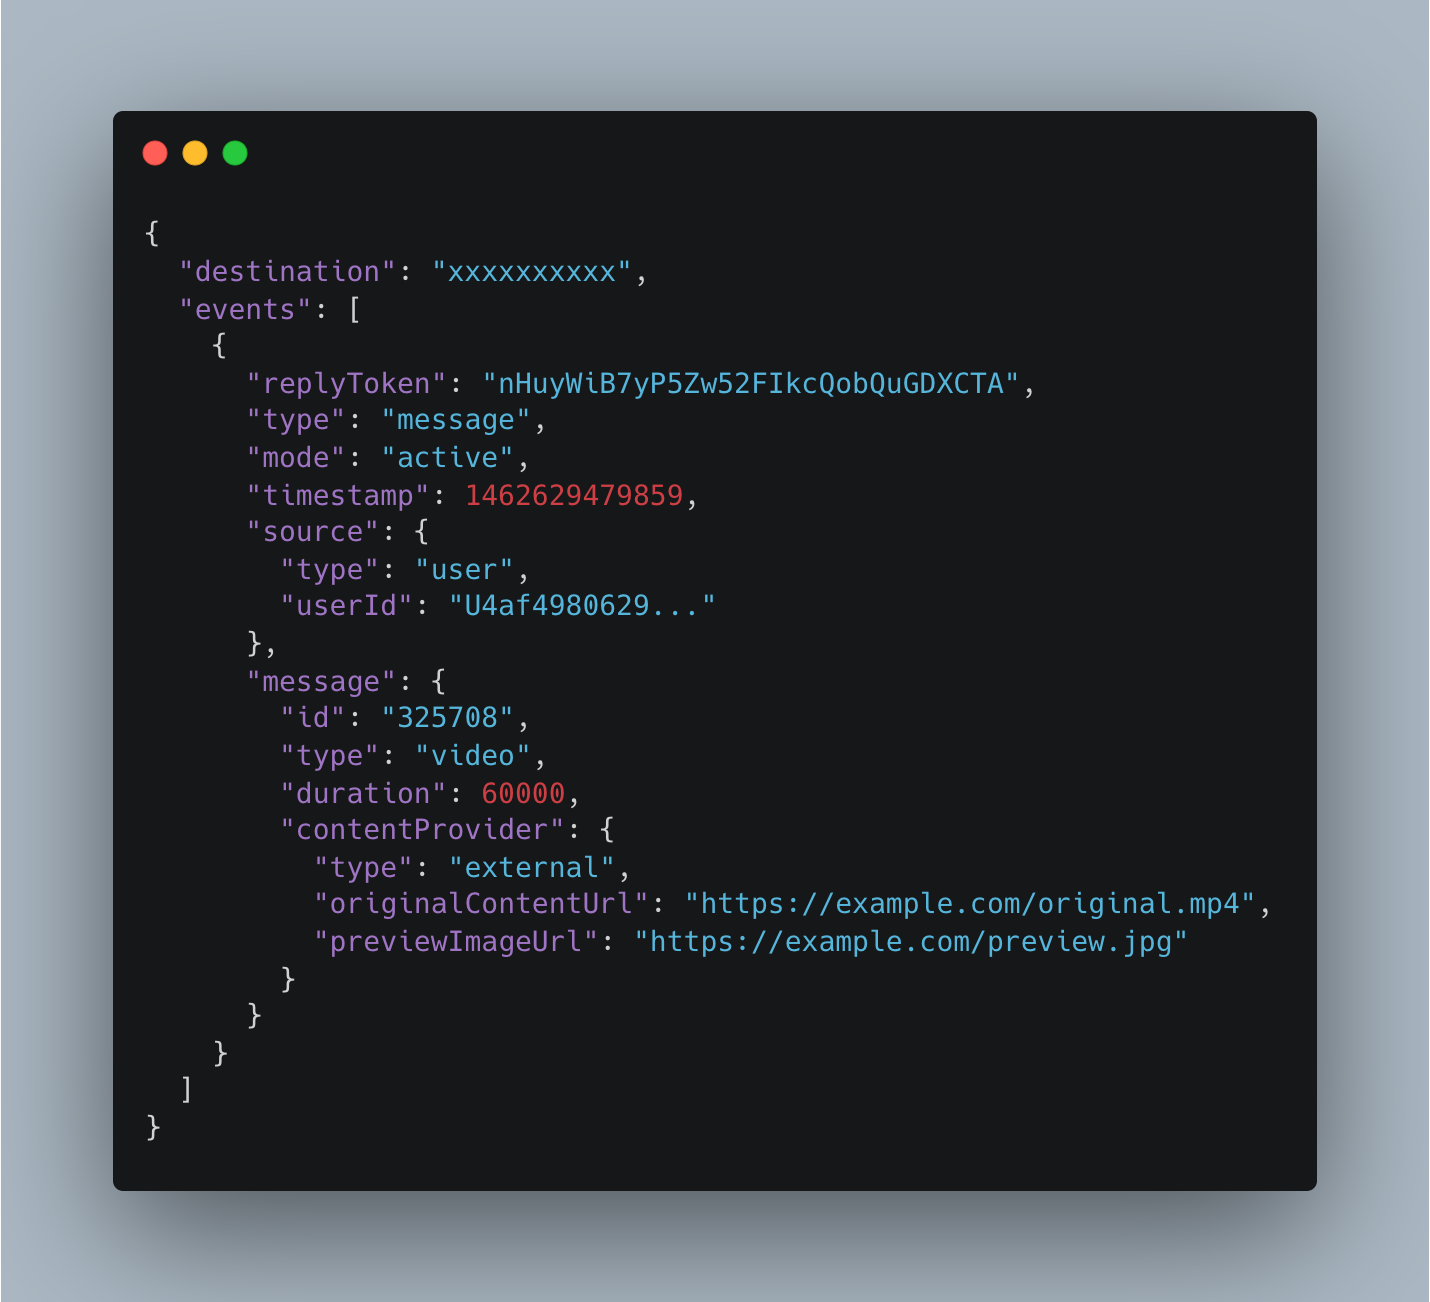 {
  "destination": "xxxxxxxxxx",
  "events": [
    {
      "replyToken": "nHuyWiB7yP5Zw52FIkcQobQuGDXCTA",
      "type": "message",
      "mode": "active",
      "timestamp": 1462629479859,
      "source": {
        "type": "user",
        "userId": "U4af4980629..."
      },
      "message": {
        "id": "325708",
        "type": "video",
        "duration": 60000,
        "contentProvider": {
          "type": "external",
          "originalContentUrl": "https://example.com/original.mp4",
          "previewImageUrl": "https://example.com/preview.jpg"
        }
      }
    }
  ]
}